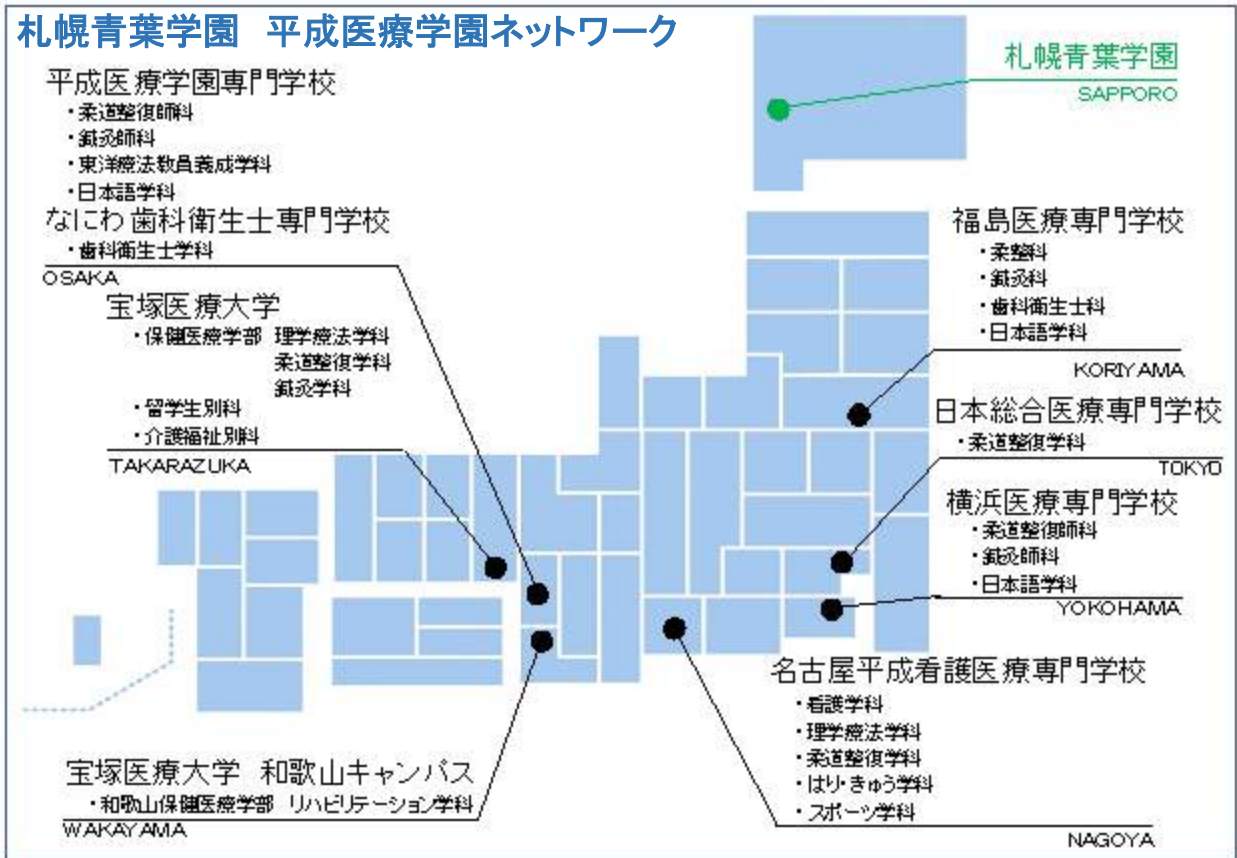 札幌青葉学園　平成医療学園ネットワーク
札幌青葉学園
SAPPORO
平成医療学園専門学校
・柔道整復師科
・鍼灸師科
・東洋療法教員養成学科
・日本語学科
なにわ歯科衛生士専門学校
・歯科衛生士学科
OSAKA
宝塚医療大学
・保健医療学部　理学療法学科
柔道整復学科
鍼灸学科
・留学生別科
・介護福祉別科
TAKARAZUKA
福島医療専門学校
・柔整科
・鍼灸科
・歯科衛生士科
・日本語学科
KORIYAMA
日本総合医療専門学校
・柔道整復学科
TOKYO
横浜医療専門学校
・柔道整復師科
・鍼灸師科
・日本語学科
YOKOHAMA
名古屋平成看護医療専門学校
・看護学科
・理学療法学科
・柔道整復学科
・はり・きゅう学科
・スポーツ学科
NAGOYA
宝塚医療大学　和歌山キャンパス
・和歌山保健医療学部　リハビリテーション学科
WAKAYAMA